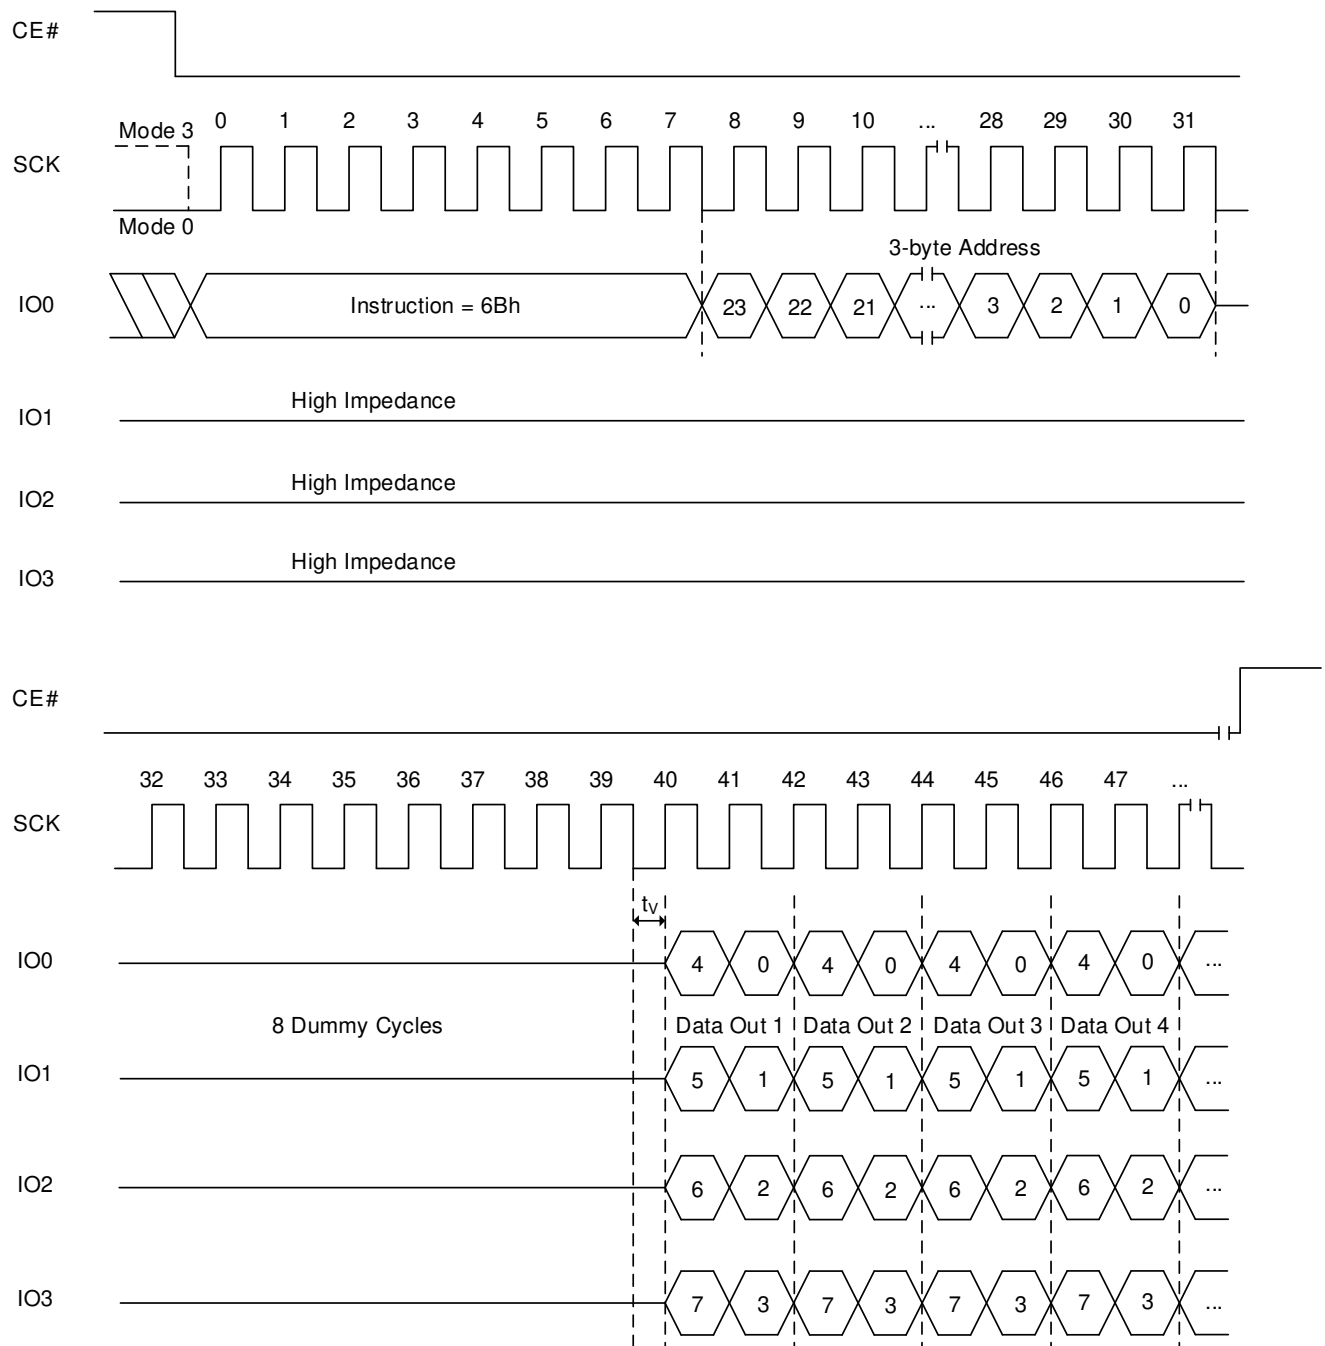 CE#
Mode 3 0 1 2 3 4 5 6 7 8 9 10 ... 28 29 30 31
SCK
Mode 0
3-byte Address
IO0 Instruction = 6Bh 23 22 21 ... 3 2 1 0
High Impedance
IO1
High Impedance
IO2
High Impedance
IO3
CE#
32 33 34 35 36 37 38 39 40 41 42 43 44 45 46 47 ...
SCK
tV
IO0 4 0 4 0 4 0 4 0 ...
8 Dummy Cycles Data Out 1 Data Out 2 Data Out 3 Data Out 4
IO1 5 1 5 1 5 1 5 1 ...
IO2 6 2 6 2 6 2 6 2 ...
IO3 7 3 7 3 7 3 7 3 ...